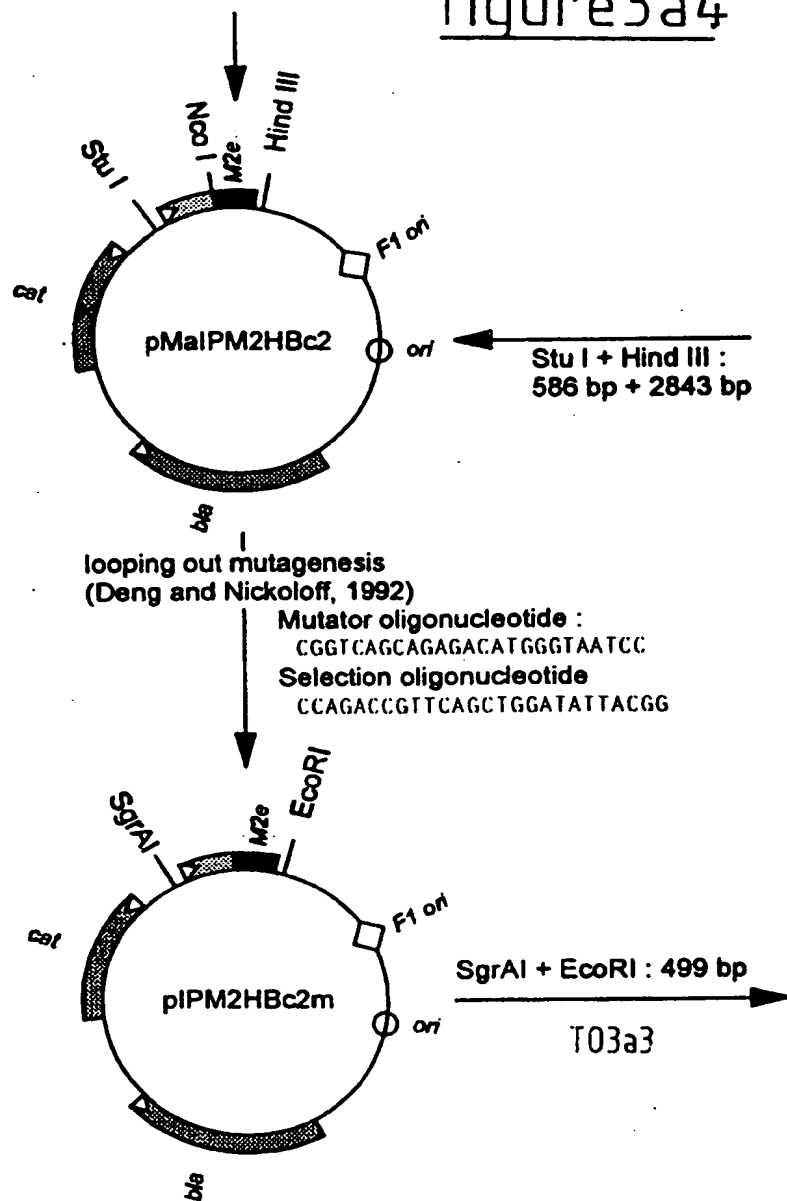 figure3a4
Stu I
Nco I
M2e
Hind III
F1 ori
cat
pMalPM2HBc2
ori
Stu I + Hind III :
586 bp + 2843 bp
bla
looping out mutagenesis
(Deng and Nickoloff, 1992)
Mutator oligonucleotide :
CGGTCAGCAGAGACATGGGTAATCC
Selection oligonucleotide
CCAGACCGTTCAGCTGGATATTACGG
SgrAI
M2e
EcoRI
F1 ori
cat
pIPM2HBc2m
ori
SgrAI + EcoRI : 499 bp
TO3a3
bla